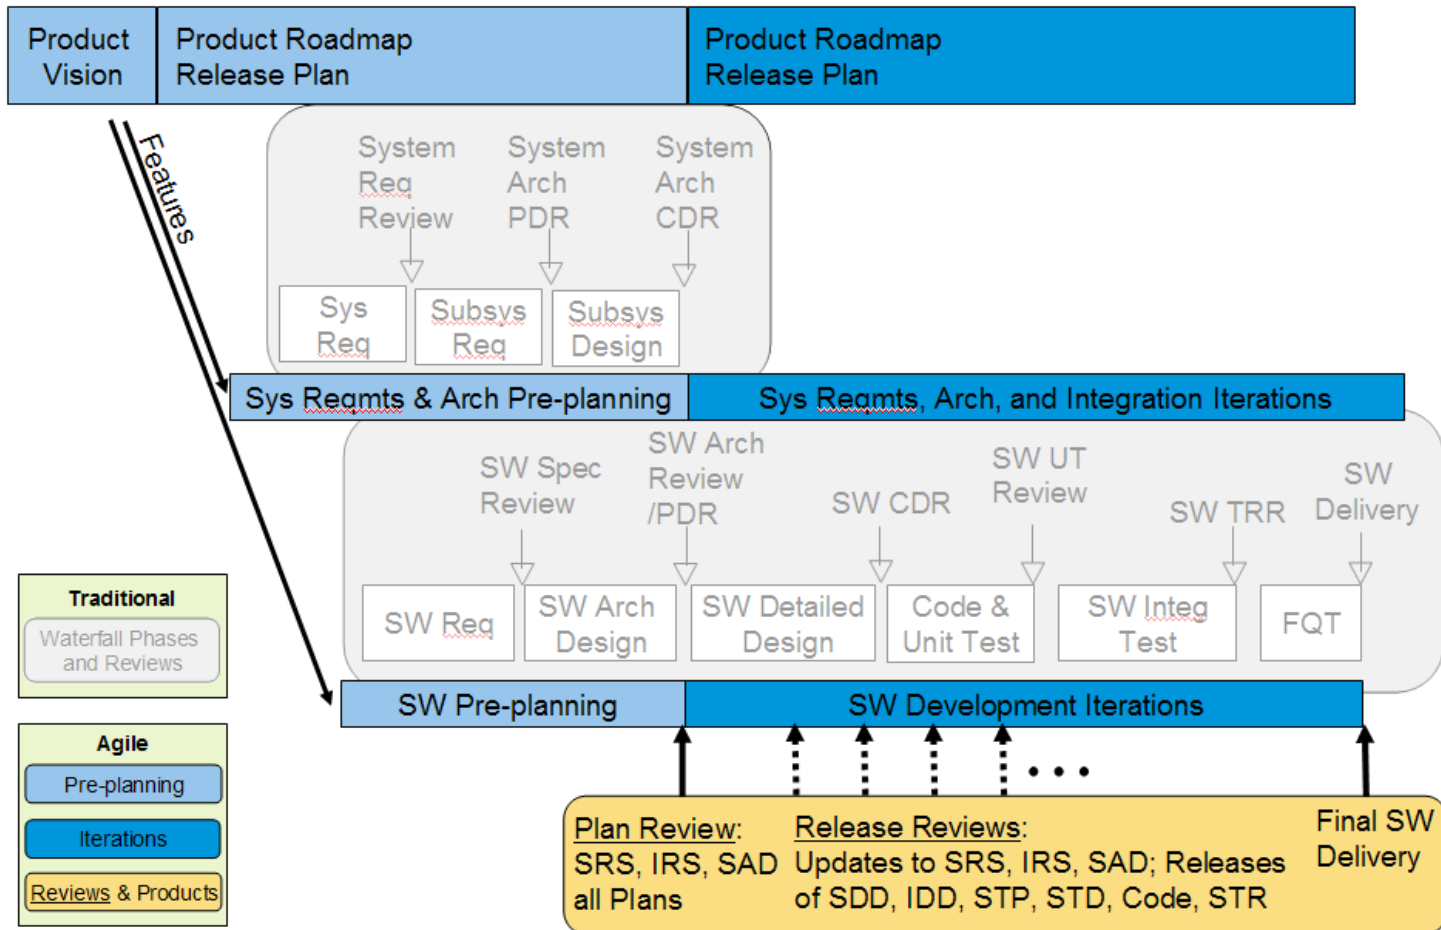 Product
Vision
Product Roadmap
Release Plan
Product Roadmap
Release Plan
Features
System
Req
Review
System
Arch
PDR
System
Arch
CDR
Sys
Req
Subsys
Req
Subsys
Design
Sys Reqmts & Arch Pre-planning
Sys Reqmts, Arch, and Integration Iterations
SW Spec
Review
SW Arch
Review
/PDR
SW CDR
SW UT
Review
SW TRR
SW
Delivery
SW Req
SW Arch
Design
SW Detailed
Design
Code &
Unit Test
SW Integ
Test
FQT
Traditional
Waterfall Phases
and Reviews
SW Pre-planning
SW Development Iterations
Agile
Pre-planning
Iterations
Reviews & Products
• • •
Plan Review:
SRS, IRS, SAD
all Plans
Release Reviews:
Updates to SRS, IRS, SAD; Releases
of SDD, IDD, STP, STD, Code, STR
Final SW
Delivery